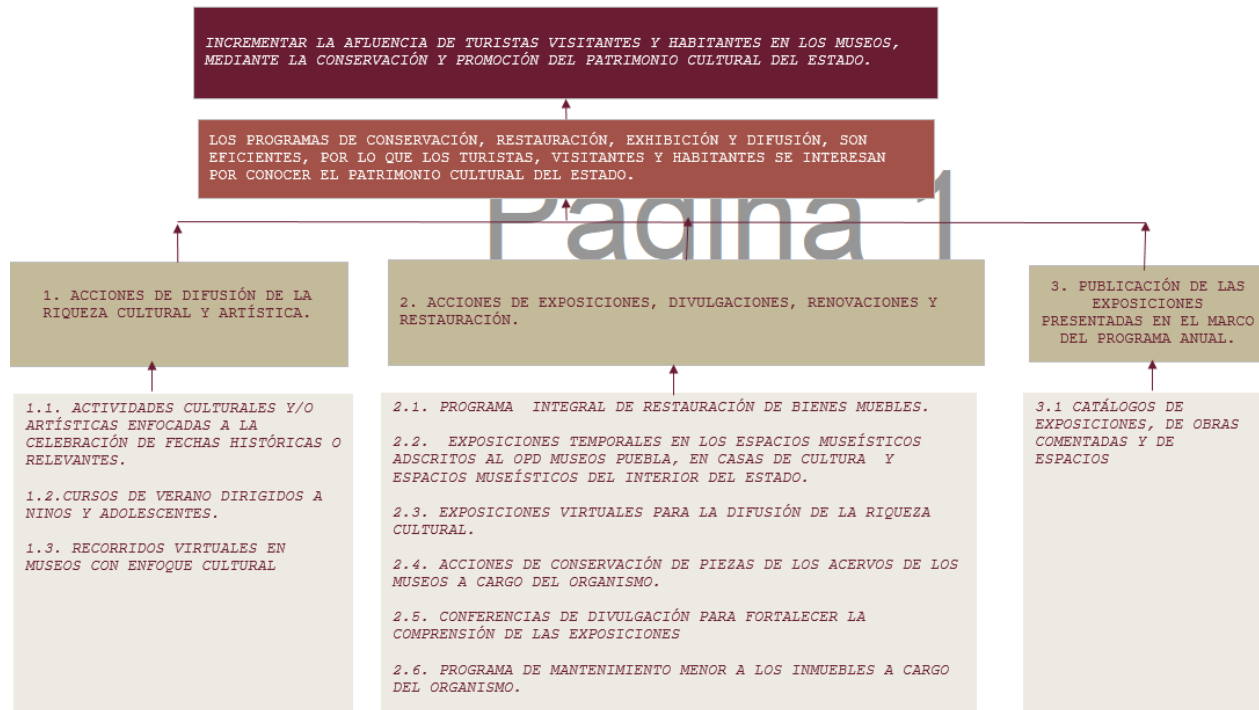 INCREMENTAR LA AFLUENCIA DE TURISTAS VISITANTES Y HABITANTES EN LOS MUSEOS,
MEDIANTE LA CONSERVACIÓN Y PROMOCIÓN DEL PATRIMONIO CULTURAL DEL ESTADO.
LOS PROGRAMAS DE CONSERVACIÓN, RESTAURACIÓN, EXHIBICIÓN Y DIFUSIÓN, SON
EFICIENTES, POR LO QUE LOS TURISTAS, VISITANTES Y HABITANTES SE INTERESAN
POR CONOCER EL PATRIMONIO CULTURAL DEL ESTADO.
Página 1
1. ACCIONES DE DIFUSIÓN DE LA
RIQUEZA CULTURAL Y ARTÍSTICA.
1.1. ACTIVIDADES CULTURALES Y/O
ARTÍSTICAS ENFOCADAS A LA
CELEBRACIÓN DE FECHAS HISTÓRICAS O
RELEVANTES.
1.2.CURSOS DE VERANO DIRIGIDOS A
NINOS Y ADOLESCENTES.
1.3. RECORRIDOS VIRTUALES EN
MUSEOS CON ENFOQUE CULTURAL
2. ACCIONES DE EXPOSICIONES, DIVULGACIONES, RENOVACIONES Y
RESTAURACIÓN.
2.1. PROGRAMA INTEGRAL DE RESTAURACIÓN DE BIENES MUEBLES.
2.2. EXPOSICIONES TEMPORALES EN LOS ESPACIOS MUSEÍSTICOS
ADSCRITOS AL OPD MUSEOS PUEBLA, EN CASAS DE CULTURA Y
ESPACIOS MUSEÍSTICOS DEL INTERIOR DEL ESTADO.
2.3. EXPOSICIONES VIRTUALES PARA LA DIFUSIÓN DE LA RIQUEZA
CULTURAL.
2.4. ACCIONES DE CONSERVACIÓN DE PIEZAS DE LOS ACERVOS DE LOS
MUSEOS A CARGO DEL ORGANISMO.
2.5. CONFERENCIAS DE DIVULGACIÓN PARA FORTALECER LA
COMPRENSIÓN DE LAS EXPOSICIONES
2.6. PROGRAMA DE MANTENIMIENTO MENOR A LOS INMUEBLES A CARGO
DEL ORGANISMO.
3. PUBLICACIÓN DE LAS
EXPOSICIONES
PRESENTADAS EN EL MARCO
DEL PROGRAMA ANUAL.
3.1 CATÁLOGOS DE
EXPOSICIONES, DE OBRAS
COMENTADAS Y DE
ESPACIOS